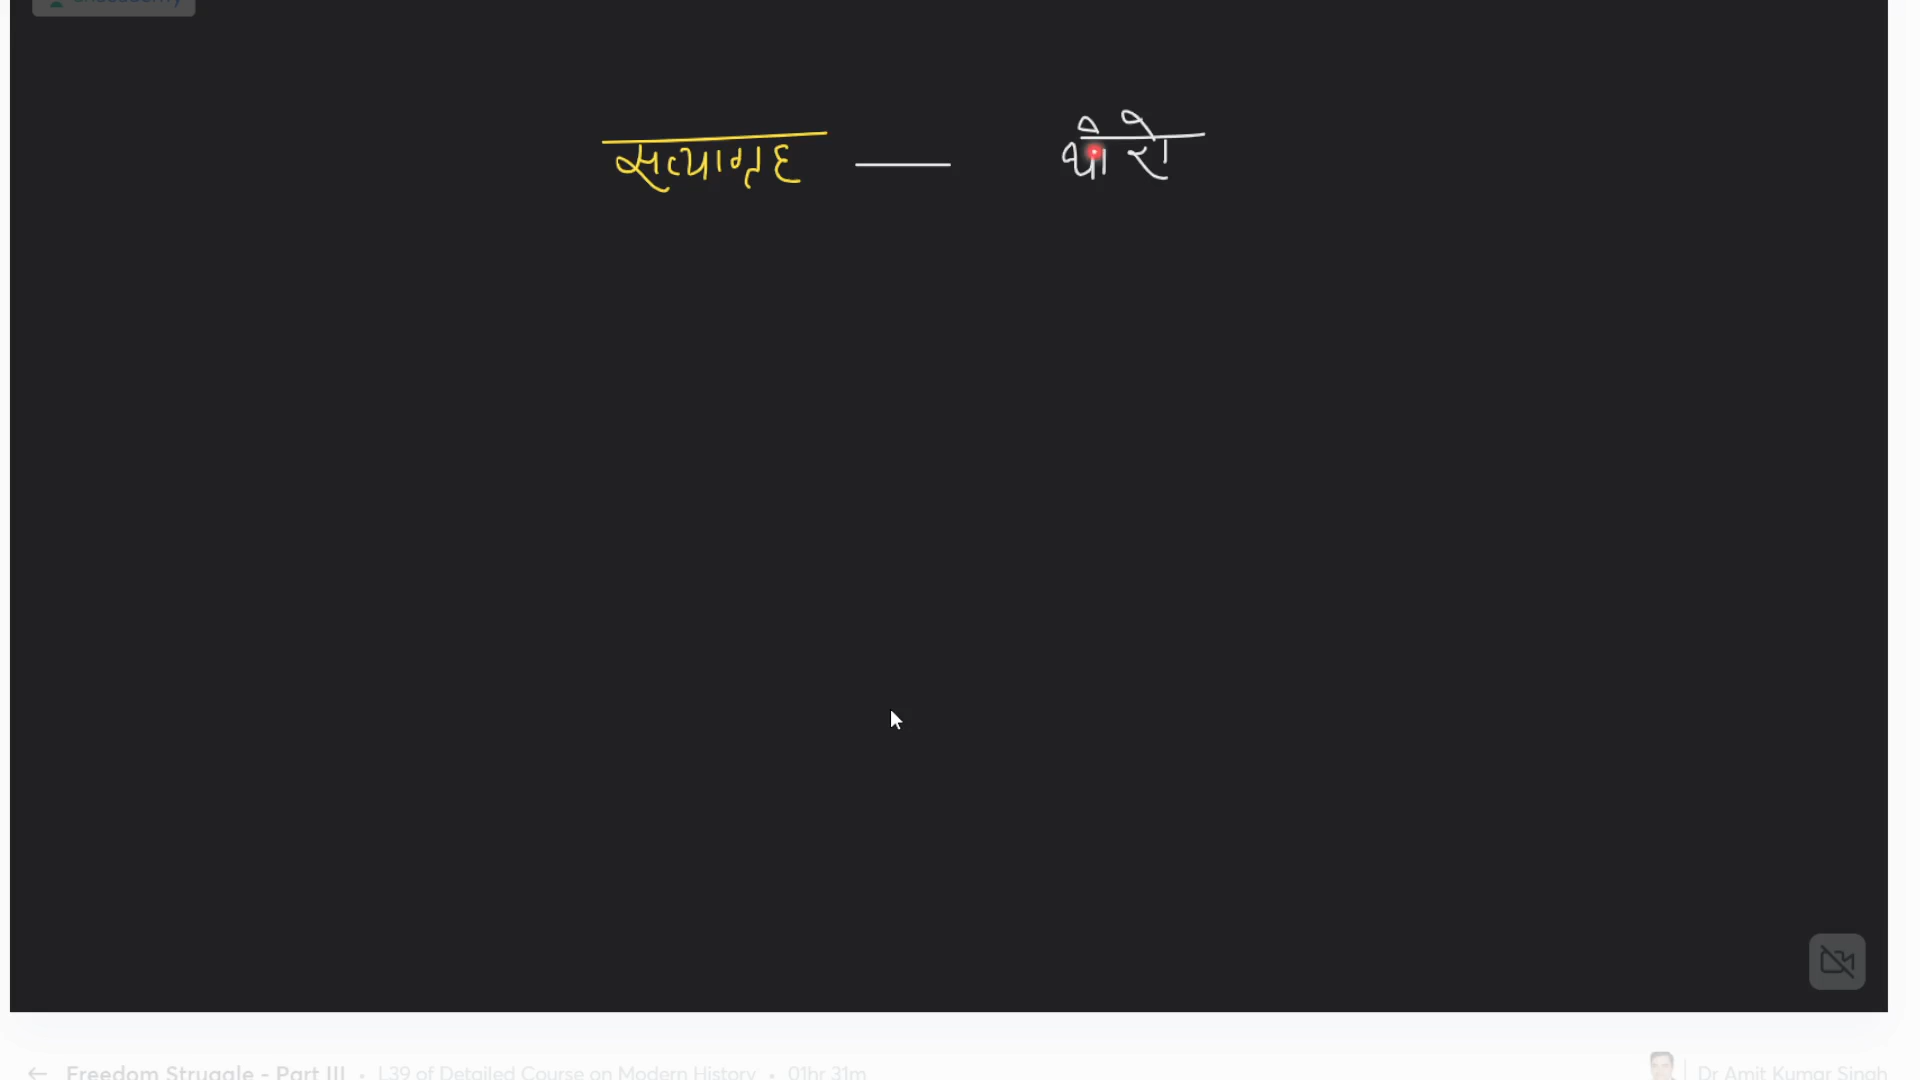 सत्याग्रह — थोरो
Freedom Struggle - Part III • L39 of Detailed Course on Modern History • 01hr 31m
Dr Amit Kumar Singh